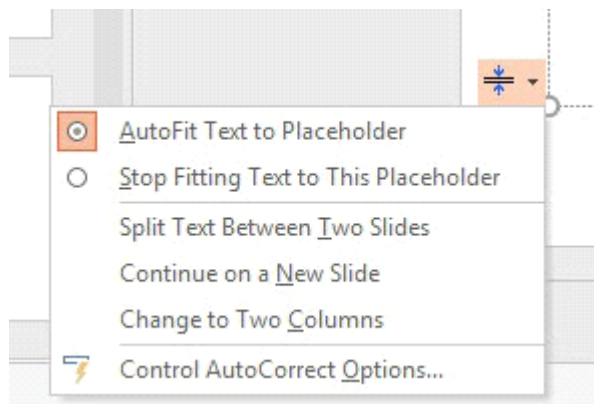 AutoFit Text to Placeholder
Stop Fitting Text to This Placeholder
Split Text Between Two Slides
Continue on a New Slide
Change to Two Columns
Control AutoCorrect Options...